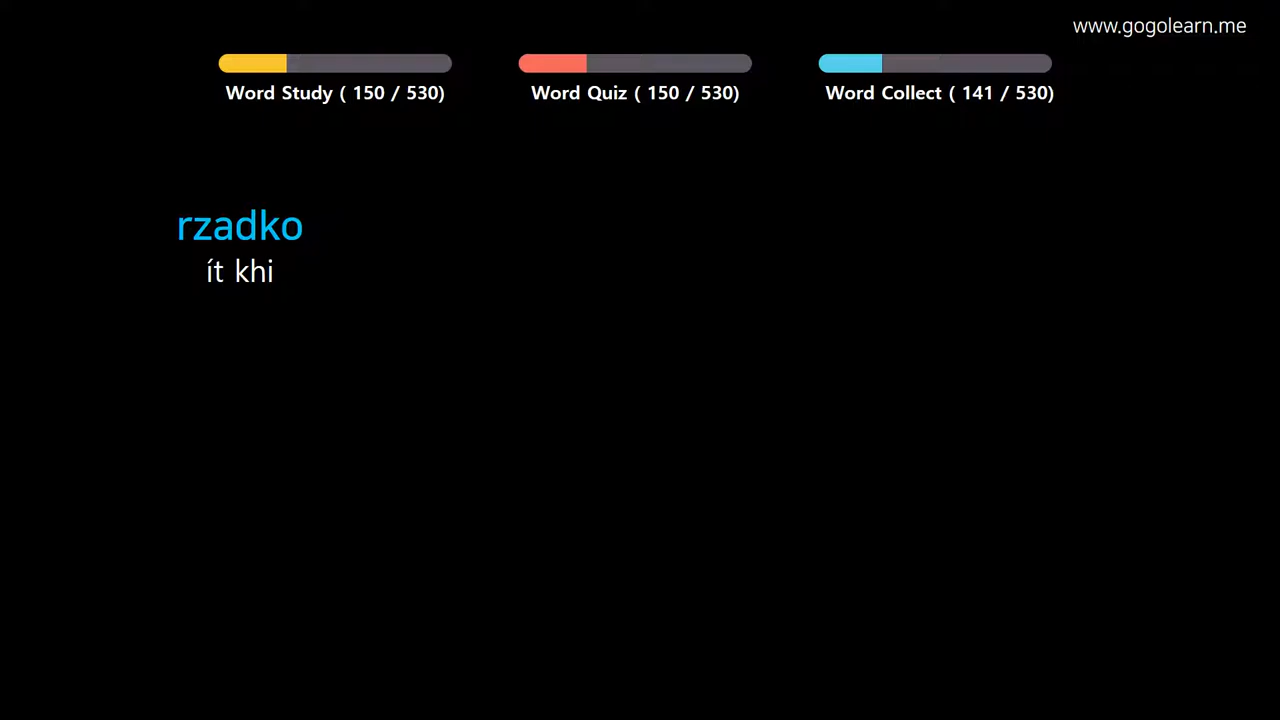 www.gogolearn.me
Word Study ( 150 / 530)
Word Quiz ( 150 / 530)
Word Collect ( 141 / 530)
rzadko
ít khi